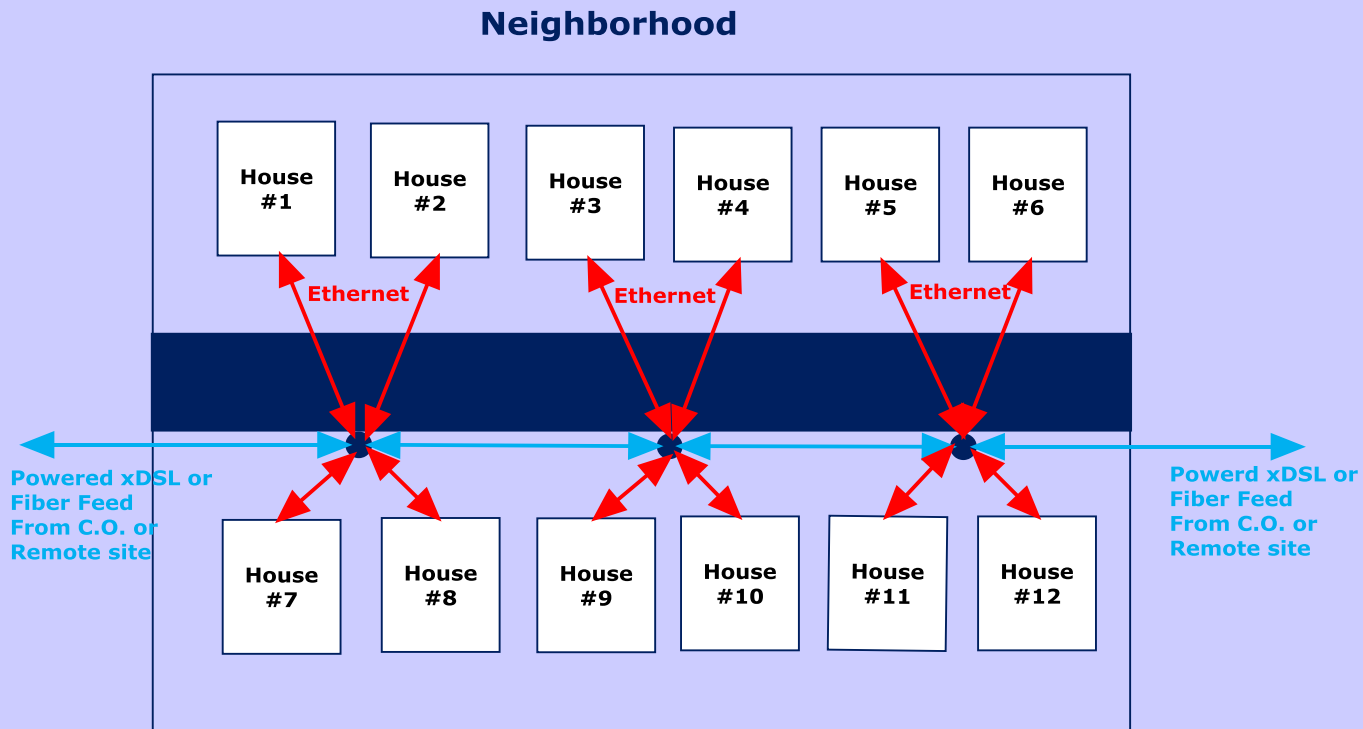 Neighborhood
House
#1
House
#2
House
#3
House
#4
House
#5
House
#6
Ethernet
Ethernet
Ethernet
Powered xDSL or
Fiber Feed
From C.O. or
Remote site
Powerd xDSL or
Fiber Feed
From C.O. or
Remote site
House
#7
House
#8
House
#9
House
#10
House
#11
House
#12